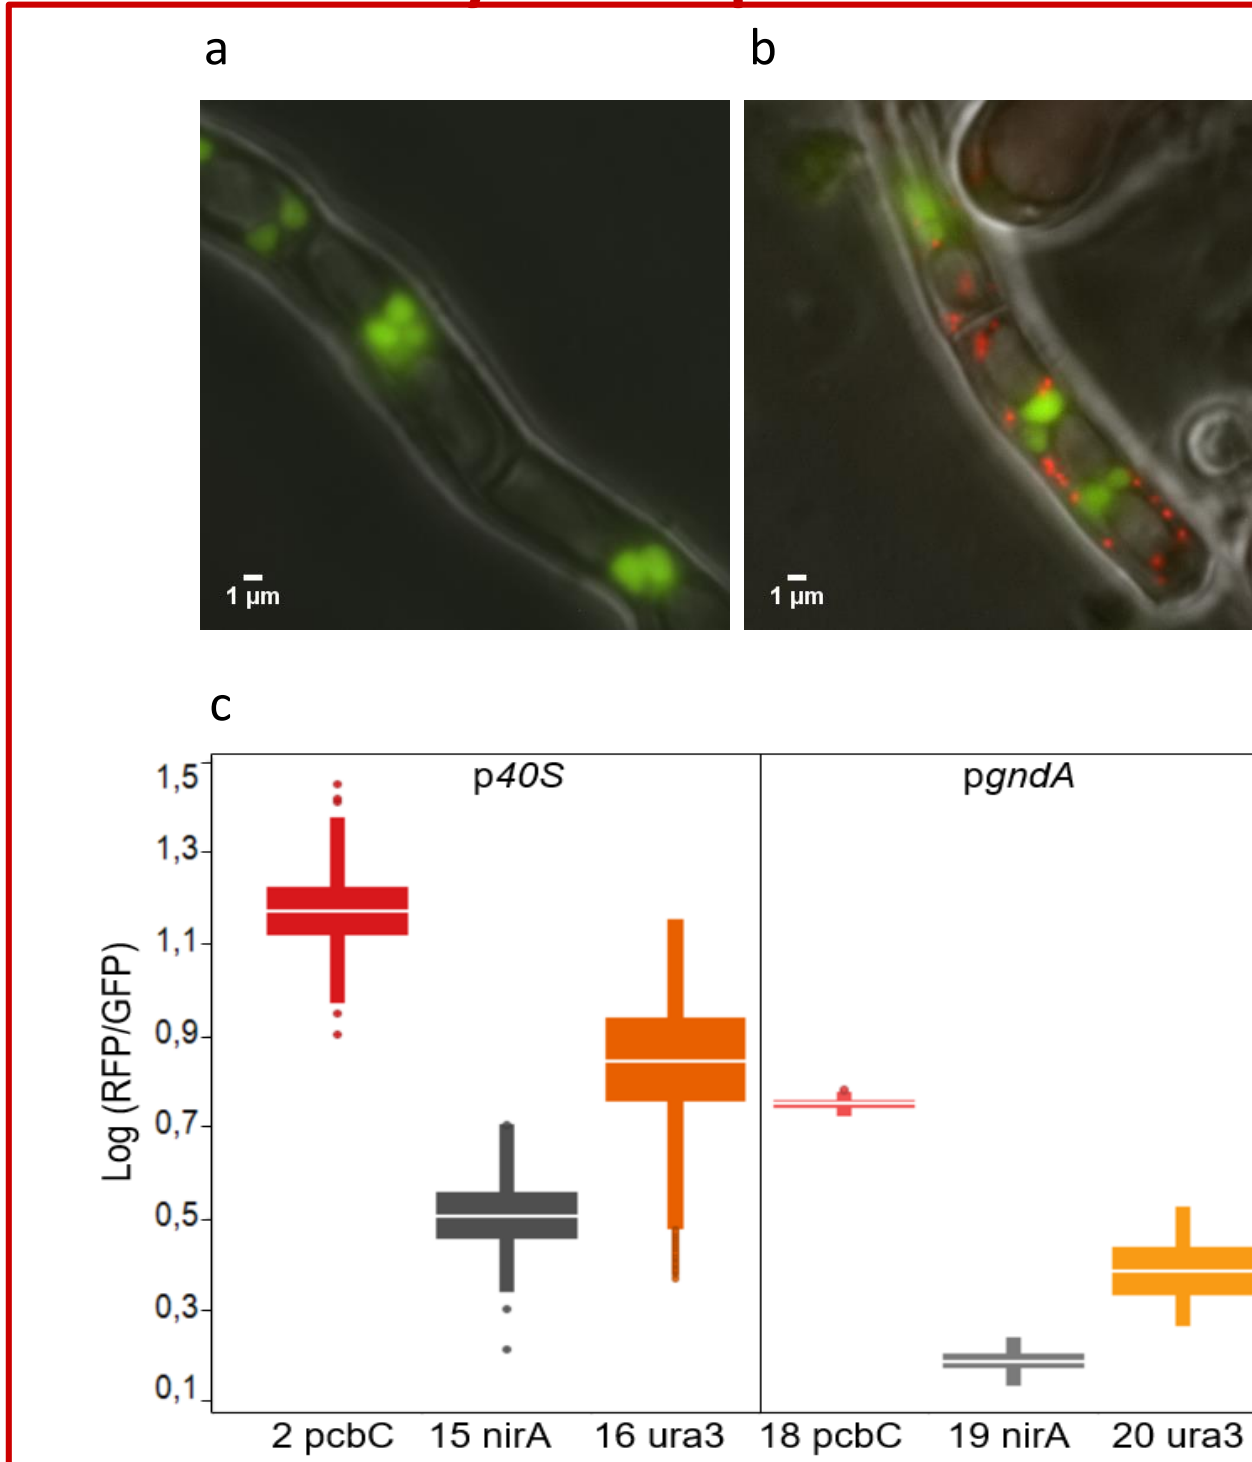 a
b
1 µm
1 µm
c
p40S
pgndA
1,5
1,3
1,1
0,9
0,7
0,5
0,3
0,1
Log (RFP/GFP)
2 pcbC 15 nirA 16 ura3 18 pcbC 19 nirA 20 ura3